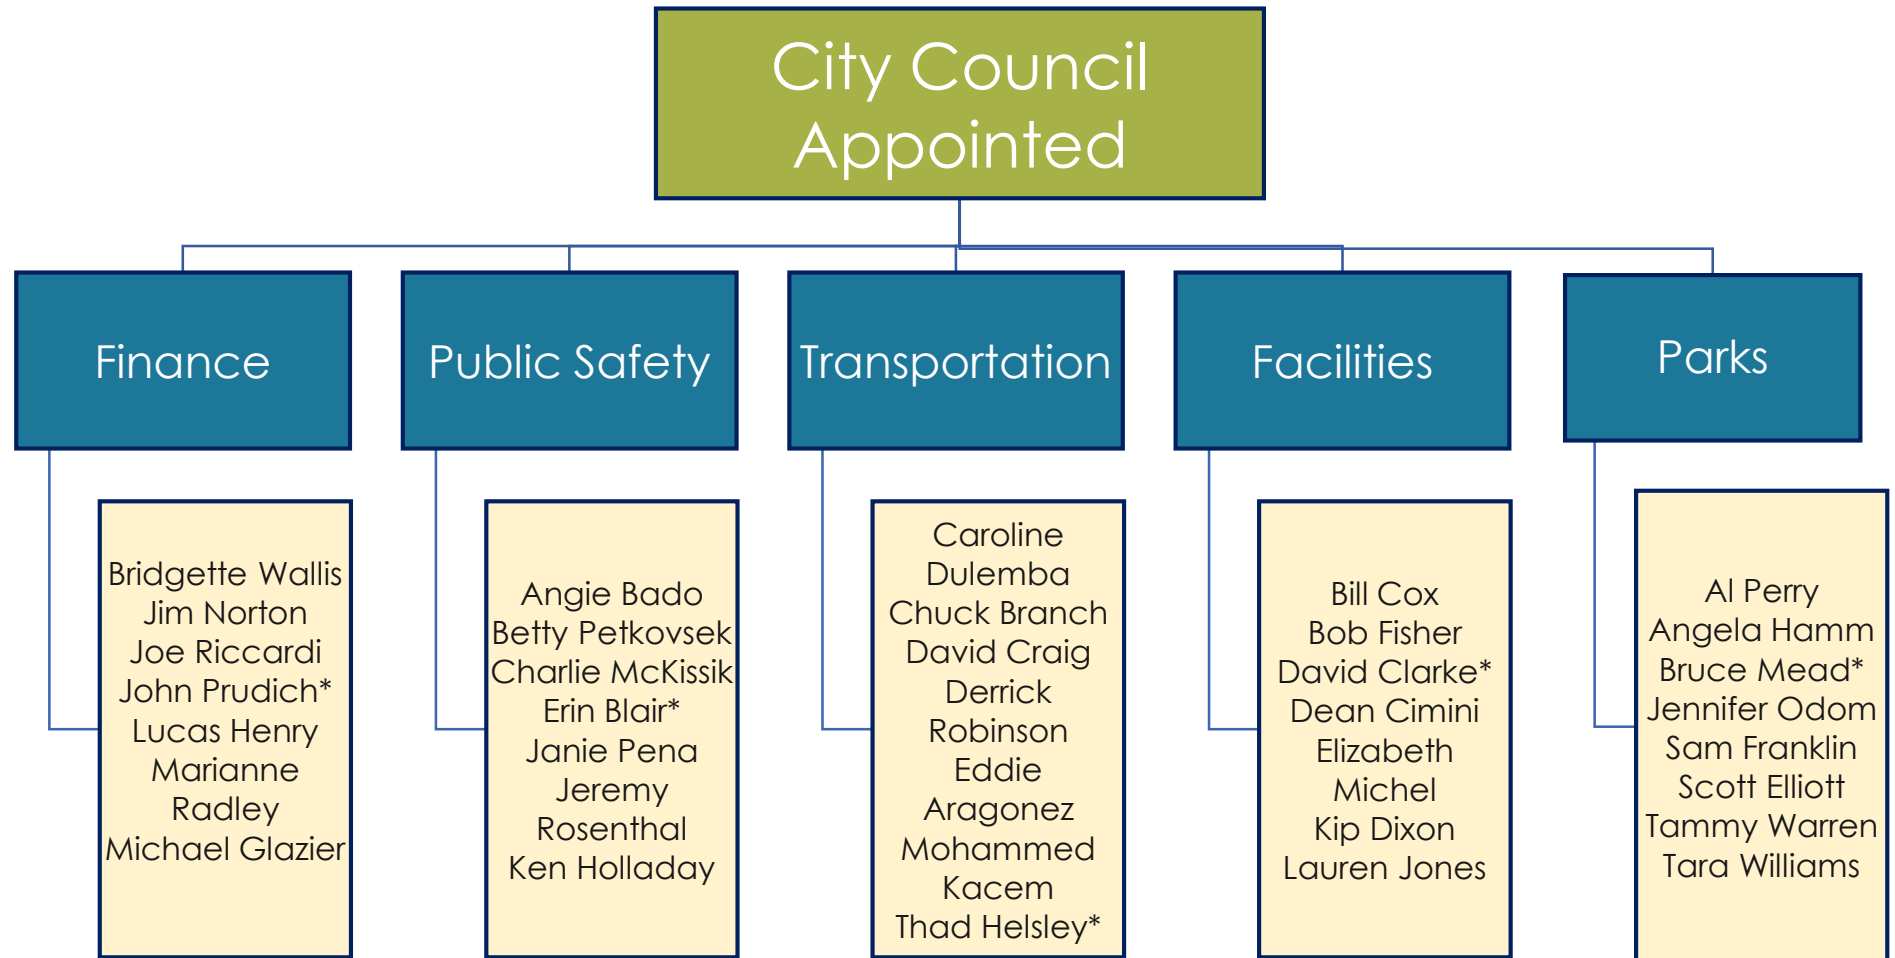 City Council
Appointed
Finance
Public Safety
Transportation
Facilities
Parks
Bridgette Wallis
Jim Norton
Joe Riccardi
John Prudich*
Lucas Henry
Marianne
Radley
Michael Glazier
Angie Bado
Betty Petkovsek
Charlie McKissik
Erin Blair*
Janie Pena
Jeremy
Rosenthal
Ken Holladay
Caroline
Dulemba
Chuck Branch
David Craig
Derrick
Robinson
Eddie
Aragonez
Mohammed
Kacem
Thad Helsley*
Bill Cox
Bob Fisher
David Clarke*
Dean Cimini
Elizabeth
Michel
Kip Dixon
Lauren Jones
Al Perry
Angela Hamm
Bruce Mead*
Jennifer Odom
Sam Franklin
Scott Elliott
Tammy Warren
Tara Williams